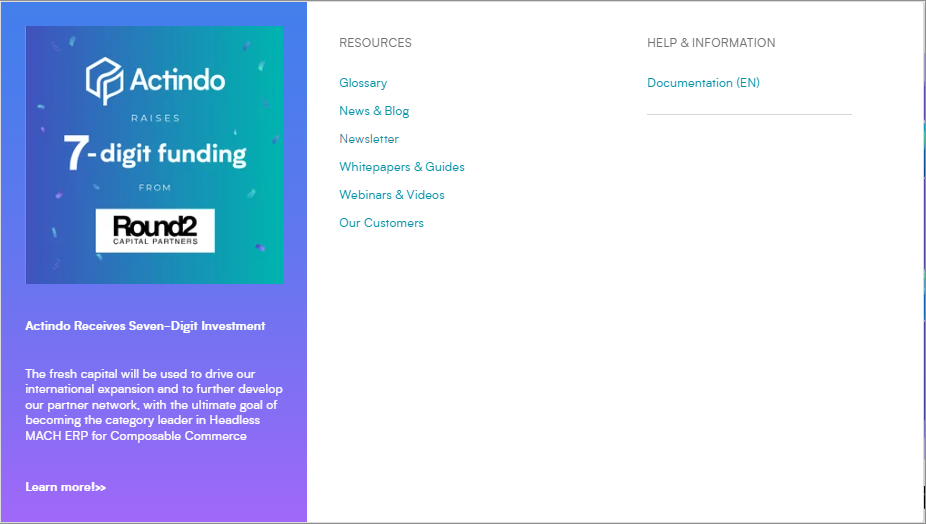 Actindo
RAISES
7-digit funding
FROM
Round2
CAPITAL PARTNERS
Actindo Receives Seven-Digit Investment
The fresh capital will be used to drive our
international expansion and to further develop
our partner network, with the ultimate goal of
becoming the category leader in Headless
MACH ERP for Composable Commerce
Learn more!>>
RESOURCES
Glossary
News & Blog
Newsletter
Whitepapers & Guides
Webinars & Videos
Our Customers
HELP & INFORMATION
Documentation (EN)